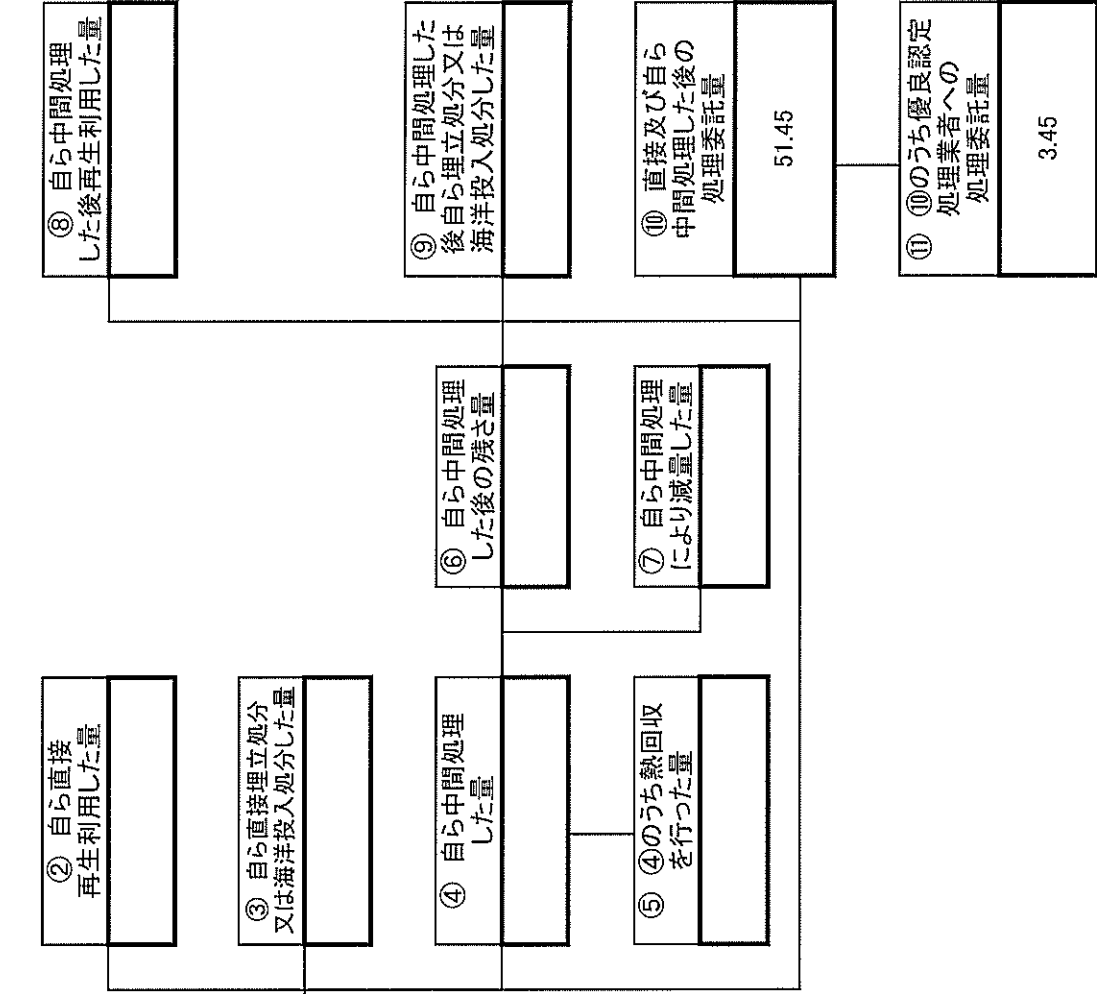 ② 自ら直接
再生利用した量
③ 自ら直接埋立処分
又は海洋投入処分した量
④ 自ら中間処理
した量
⑤ ④のうち熱回収
を行った量
⑥ 自ら中間処理
した後の残さ量
⑦ 自ら中間処理
により減量した量
⑧ 自ら中間処理
した後再生利用した量
⑨ 自ら中間処理した
後自ら埋立処分又は
海洋投入処分した量
⑩ 直接及び自ら
中間処理した後の
処理委託量
51.45
⑪ ⑩のうち優良認定
処理業者への
処理委託量
3.45